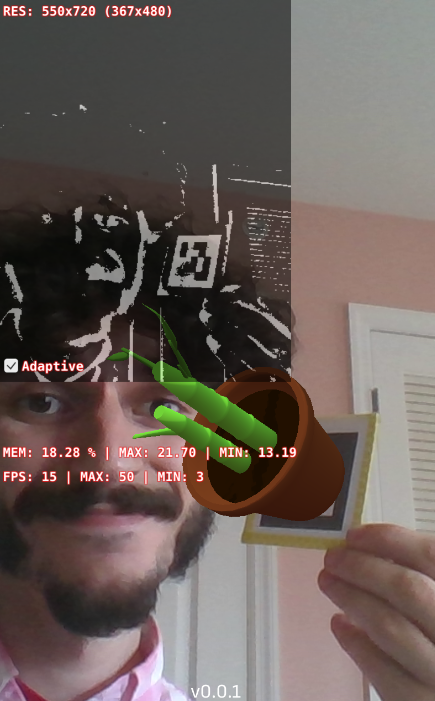 RES: 550x720 (367x480)
Adaptive
MEM: 18.28 % | MAX: 21.70 | MIN: 13.19
FPS: 15 | MAX: 50 | MIN: 3
v0.0.1